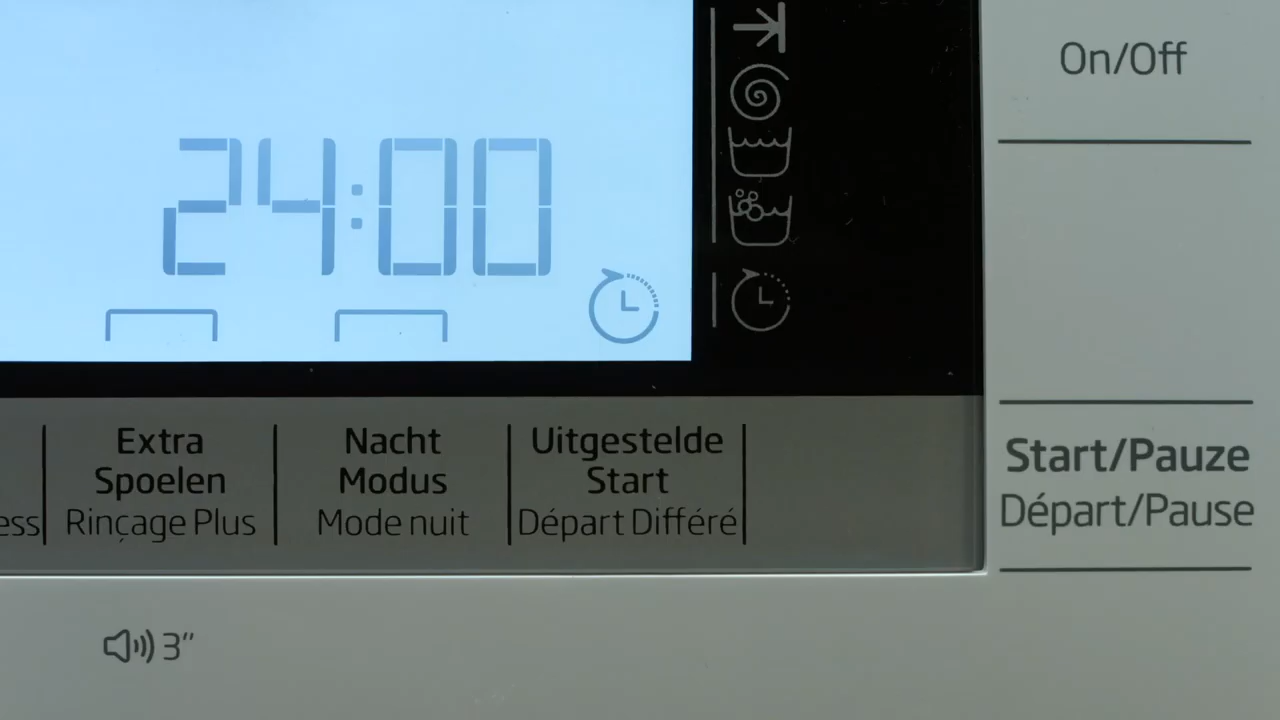 On/Off
24:00
Extra
Spoelen
Rinçage Plus
Nacht
Modus
Mode nuit
Uitgestelde
Start
Départ Différé
Start/Pauze
Départ/Pause
ess
3"